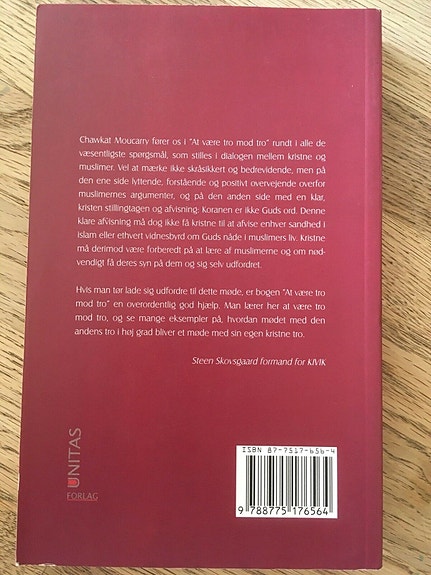 Chawkat Moucarry fører os i "At være tro mod tro" rundt i alle de
væsentligste spørgsmål, som stilles i dialogen mellem kristne og
muslimer. Vel at mærke ikke skråsikkert og bedrevidende, men på
den ene side lyttende, forstående og positivt overvejende overfor
muslimernes argumenter, og på den anden side med en klar,
kristen stillingtagen og afvisning: Koranen er ikke Guds ord. Denne
klare afvisning må dog ikke få kristne til at afvise enhver sandhed i
islam eller ethvert vidnesbyrd om Guds nåde i muslimers liv. Kristne
må derimod være forberedt på at lære af muslimerne og om nød-
vendigt få deres syn på dem og sig selv udfordret.
Hvis man tør lade sig udfordre til dette møde, er bogen "At være tro
mod tro" en overordentlig god hjælp. Man lærer her at være tro
mod tro, og se mange eksempler på, hvordan mødet med den
andens tro i høj grad bliver et møde med sin egen kristne tro.
Steen Skovsgaard formand for KIVIK
UNITAS
FORLAG
ISBN 87-7517-656-4
9 788775 176564